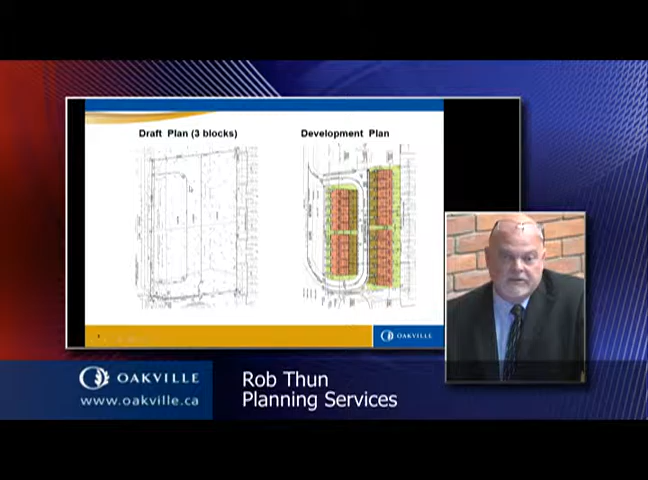 Draft Plan (3 blocks)
Development Plan
OAKVILLE
OAKVILLE
www.oakville.ca
Rob Thun
Planning Services